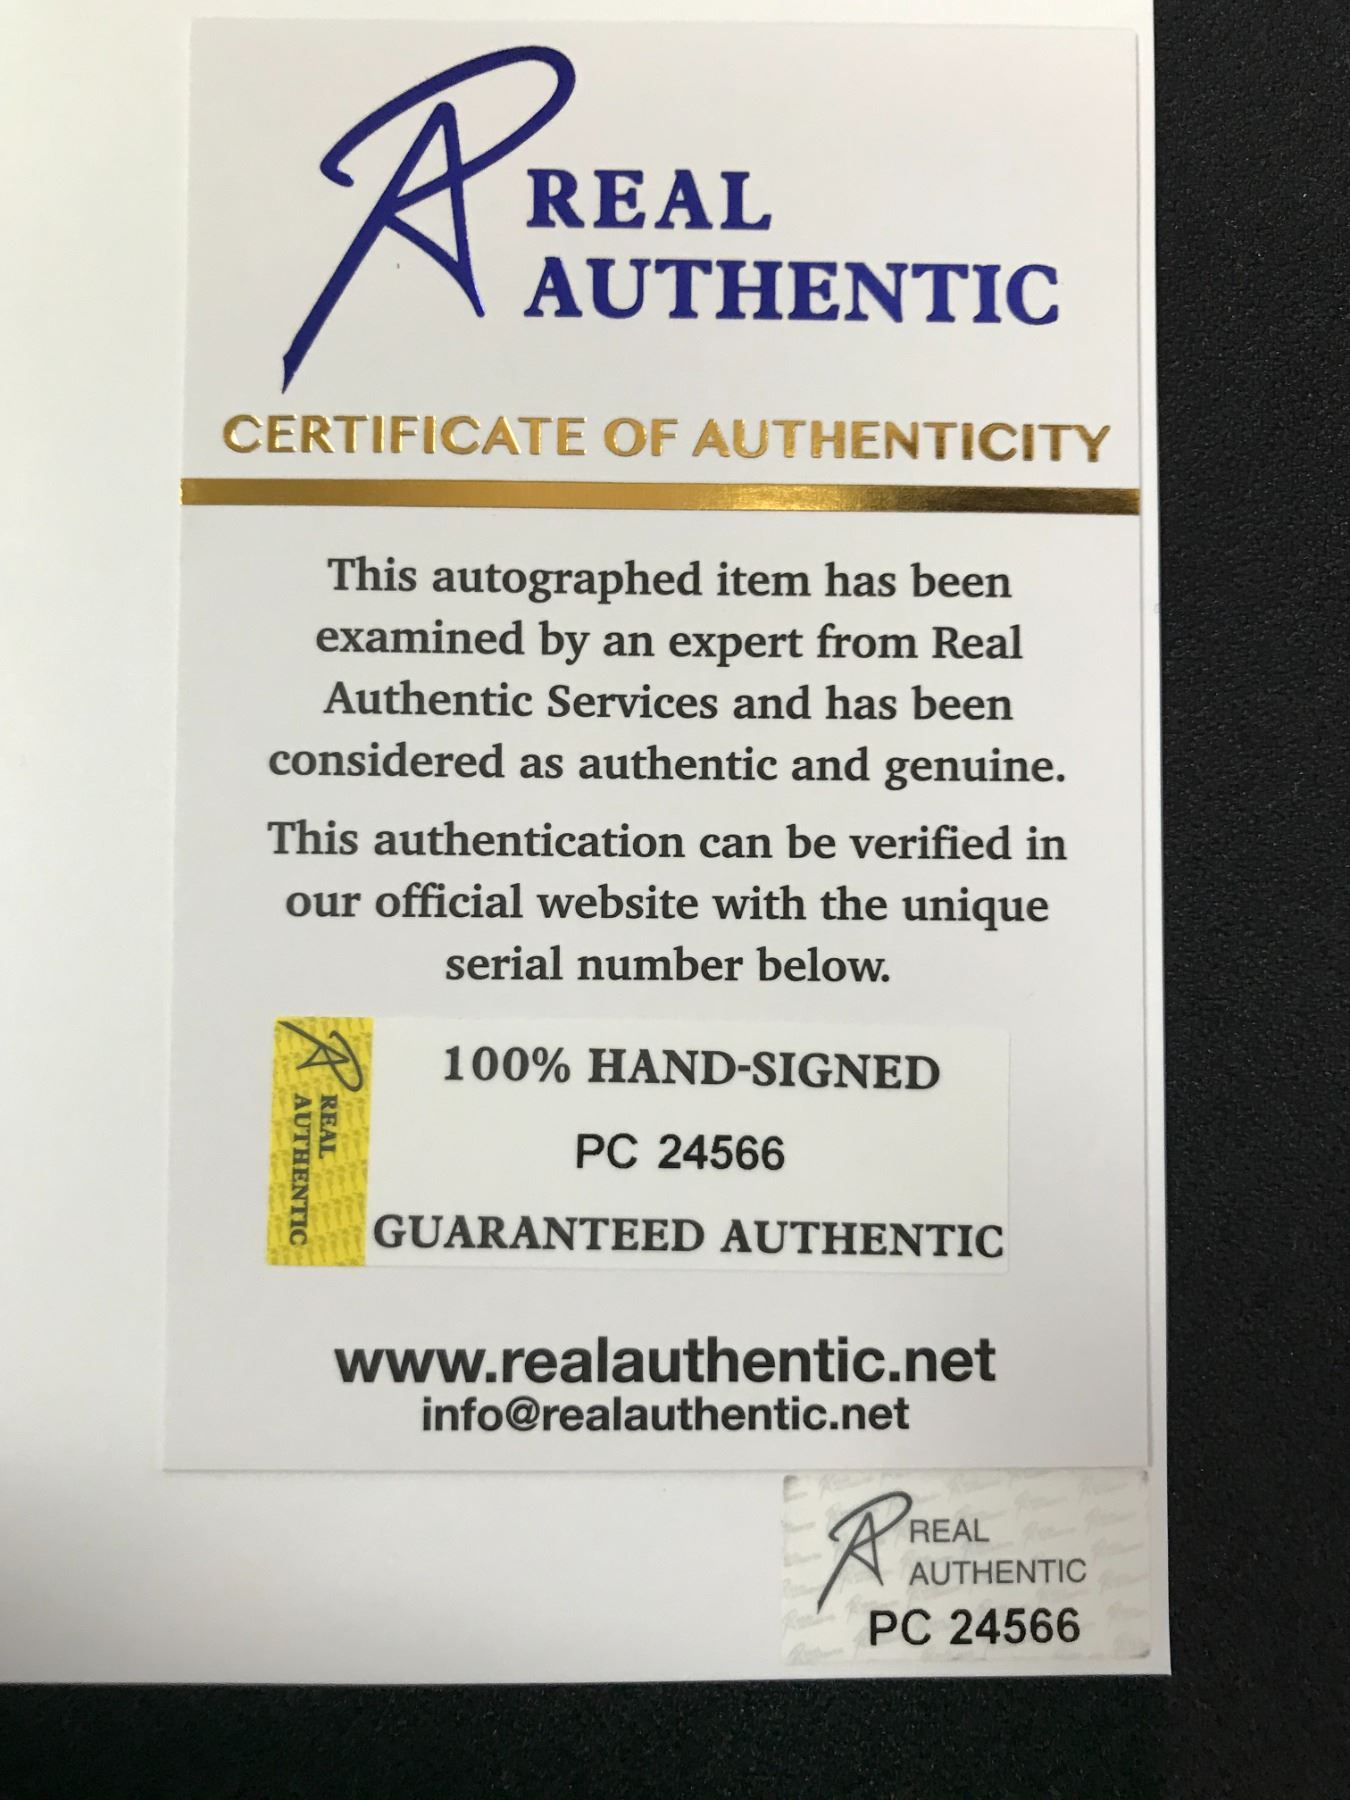 REAL
AUTHENTIC
CERTIFICATE OF AUTHENTICITY
This autographed item has been
examined by an expert from Real
Authentic Services and has been
considered as authentic and genuine.
This authentication can be verified in
our official website with the unique
serial number below.
REAL
AUTHENTIC
100% HAND-SIGNED
PC 24566
GUARANTEED AUTHENTIC
www.realauthentic.net
info@realauthentic.net
REAL
AUTHENTIC
PC 24566